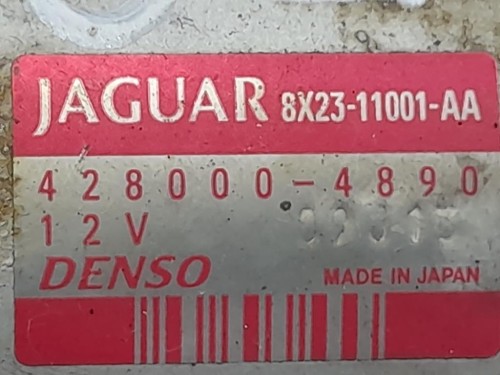 JAGUAR 8X23-11001-AA
428000-4890
12V
DENSO MADE IN JAPAN